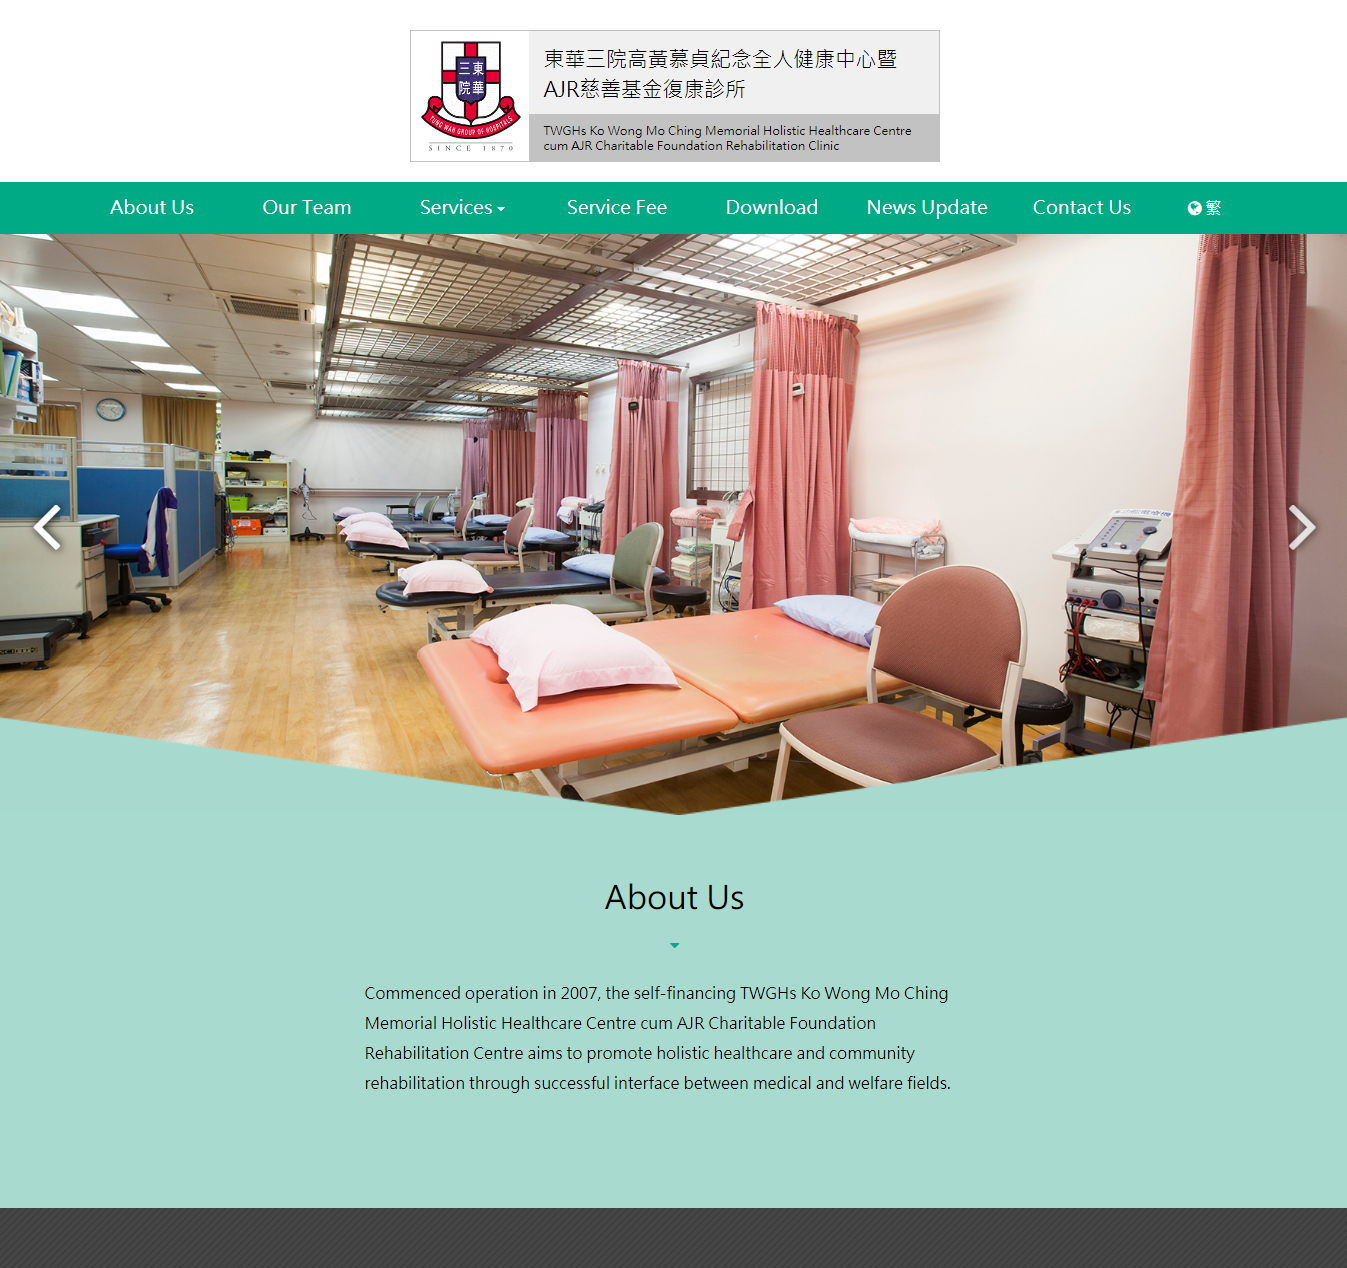 三東
院華
TUNG WAH GROUP OF HOSPITALS
SINCE 1870
東華三院高黃慕貞紀念全人健康中心暨
AJR慈善基金復康診所
TWGHs Ko Wong Mo Ching Memorial Holistic Healthcare Centre
cum AJR Charitable Foundation Rehabilitation Clinic
About Us
Our Team
Services
Service Fee
Download
News Update
Contact Us
繁
About Us
Commenced operation in 2007, the self-financing TWGHs Ko Wong Mo Ching
Memorial Holistic Healthcare Centre cum AJR Charitable Foundation
Rehabilitation Centre aims to promote holistic healthcare and community
rehabilitation through successful interface between medical and welfare fields.